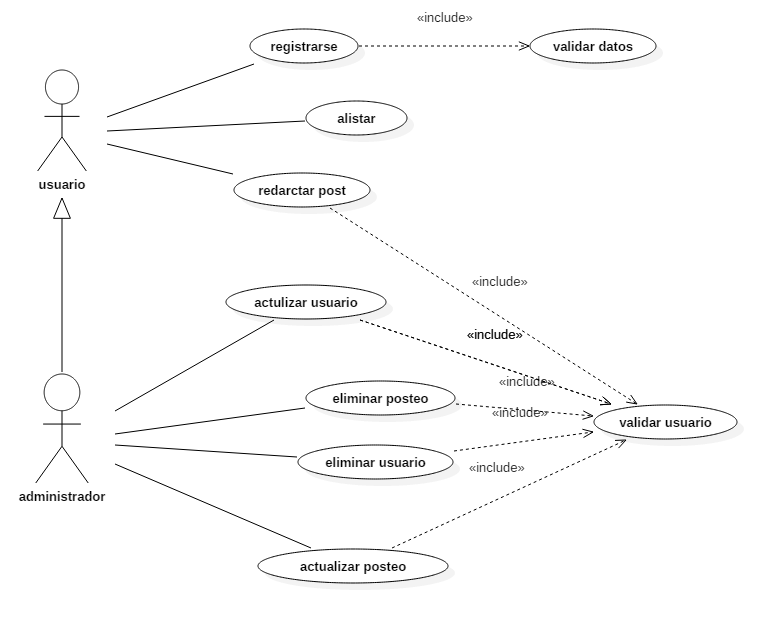 «include»
registrarse
validar datos
alistar
usuario
redarctar post
«include»
actulizar usuario
«include»
«include»
eliminar posteo
«include»
validar usuario
eliminar usuario
«include»
administrador
actualizar posteo